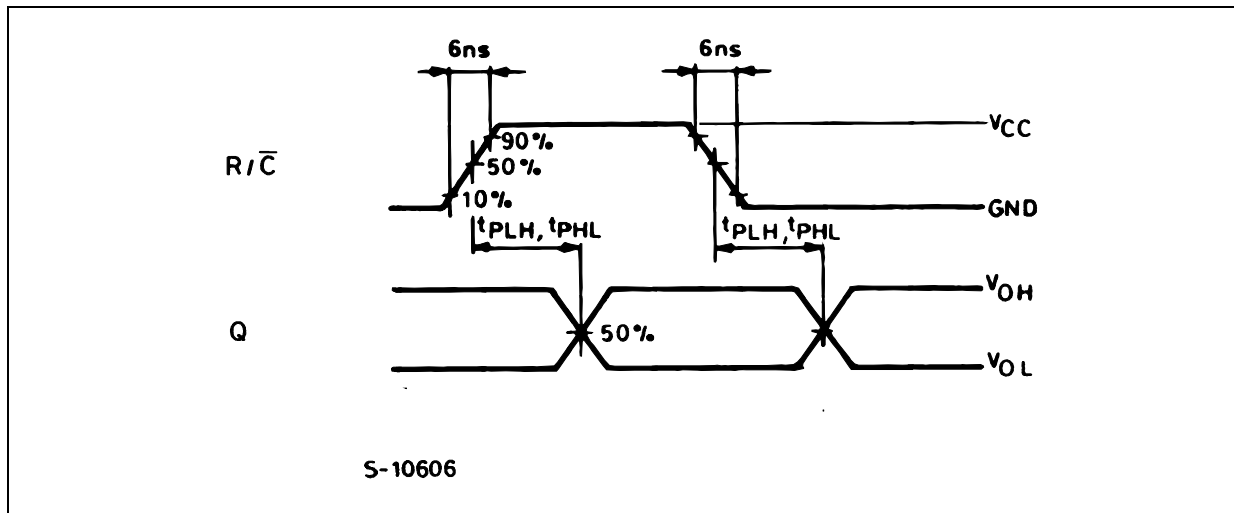 6ns 6ns
VCC
90%
R/C̅ 50%
10%
GND
tPLH, tPHL tPLH, tPHL
VOH
Q 50%
VOL
S-10606